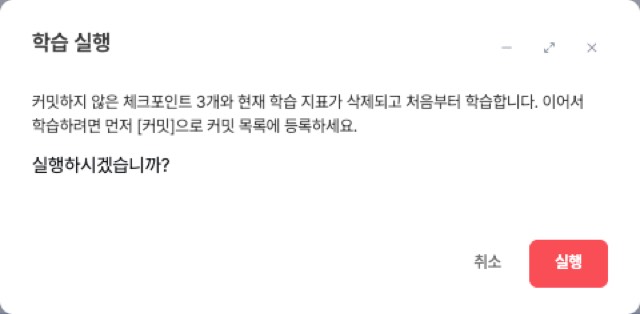 학습 실행
커밋하지 않은 체크포인트 3개와 현재 학습 지표가 삭제되고 처음부터 학습합니다. 이어서
학습하려면 먼저 [커밋]으로 커밋 목록에 등록하세요.
실행하시겠습니까?
취소
실행